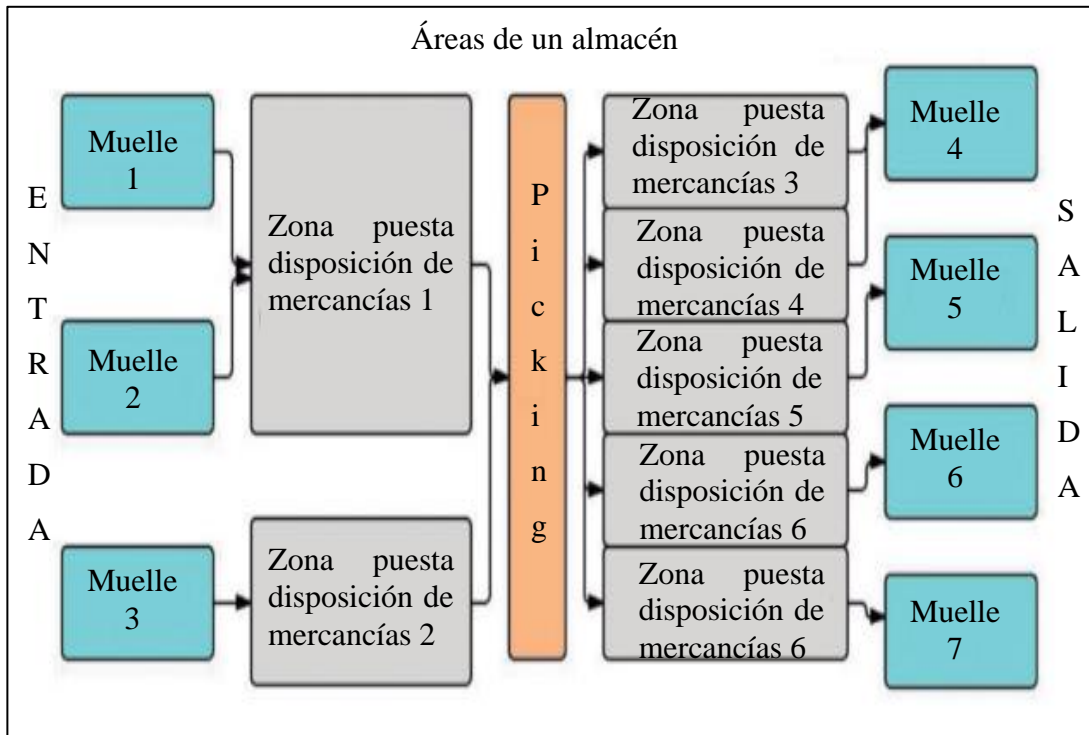 Áreas de un almacén
ENTRADA
Muelle
1
Muelle
2
Muelle
3
Zona puesta
disposición de
mercancías 1
Zona puesta
disposición de
mercancías 2
Picking
Zona puesta
disposición de
mercancías 3
Zona puesta
disposición de
mercancías 4
Zona puesta
disposición de
mercancías 5
Zona puesta
disposición de
mercancías 6
Zona puesta
disposición de
mercancías 6
Muelle
4
Muelle
5
Muelle
6
Muelle
7
SALIDA